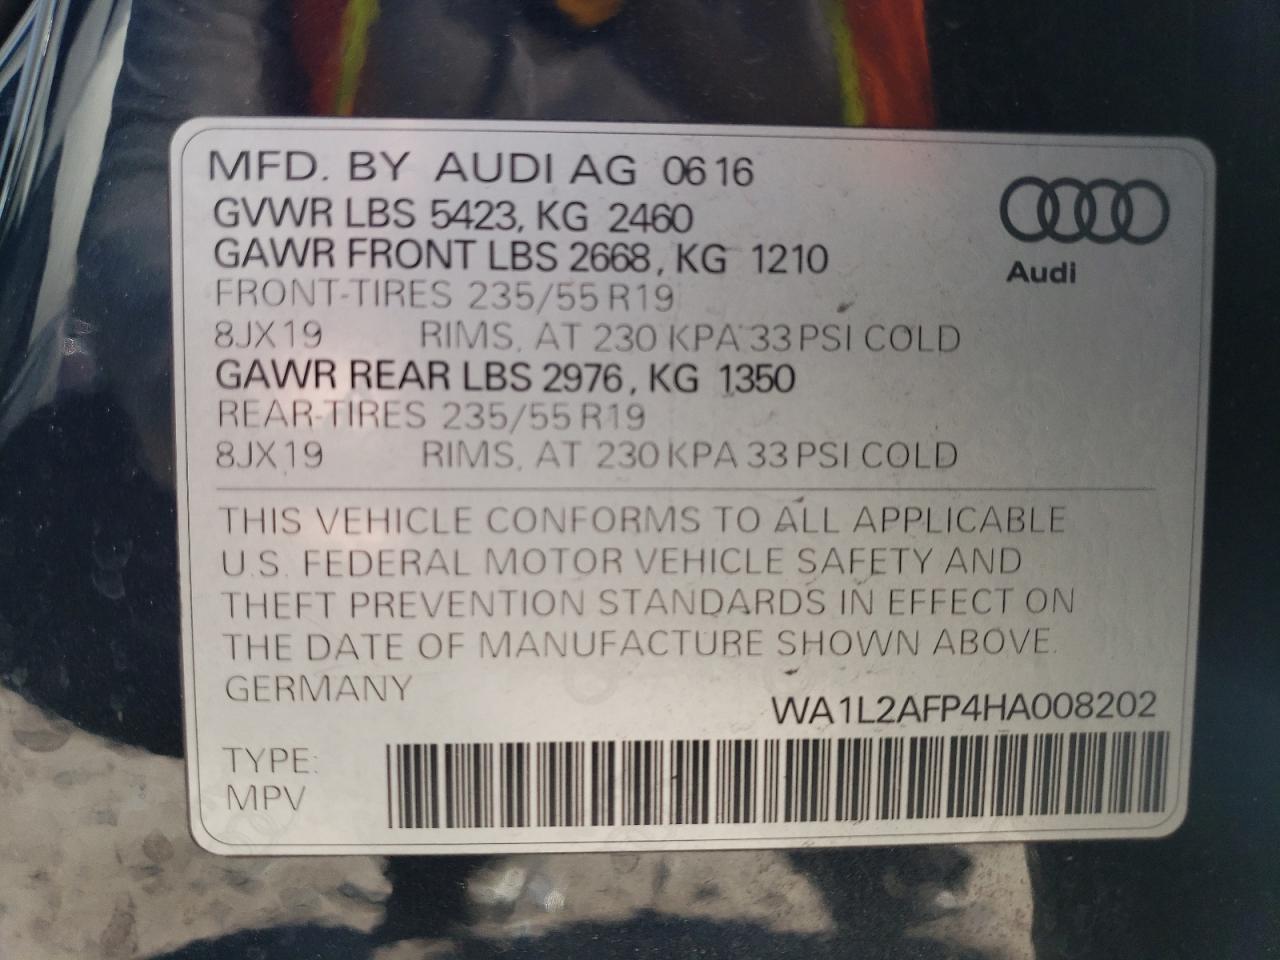 MFD. BY AUDI AG 0616
GVWR LBS 5423, KG 2460
GAWR FRONT LBS 2668, KG 1210
FRONT-TIRES 235/55 R19
8JX19 RIMS, AT 230 KPA 33 PSI COLD
GAWR REAR LBS 2976, KG 1350
REAR-TIRES 235/55 R19
8JX19 RIMS, AT 230 KPA 33 PSI COLD
Audi
THIS VEHICLE CONFORMS TO ALL APPLICABLE
U.S. FEDERAL MOTOR VEHICLE SAFETY AND
THEFT PREVENTION STANDARDS IN EFFECT ON
THE DATE OF MANUFACTURE SHOWN ABOVE.
GERMANY
WA1L2AFP4HA008202
TYPE:
MPV